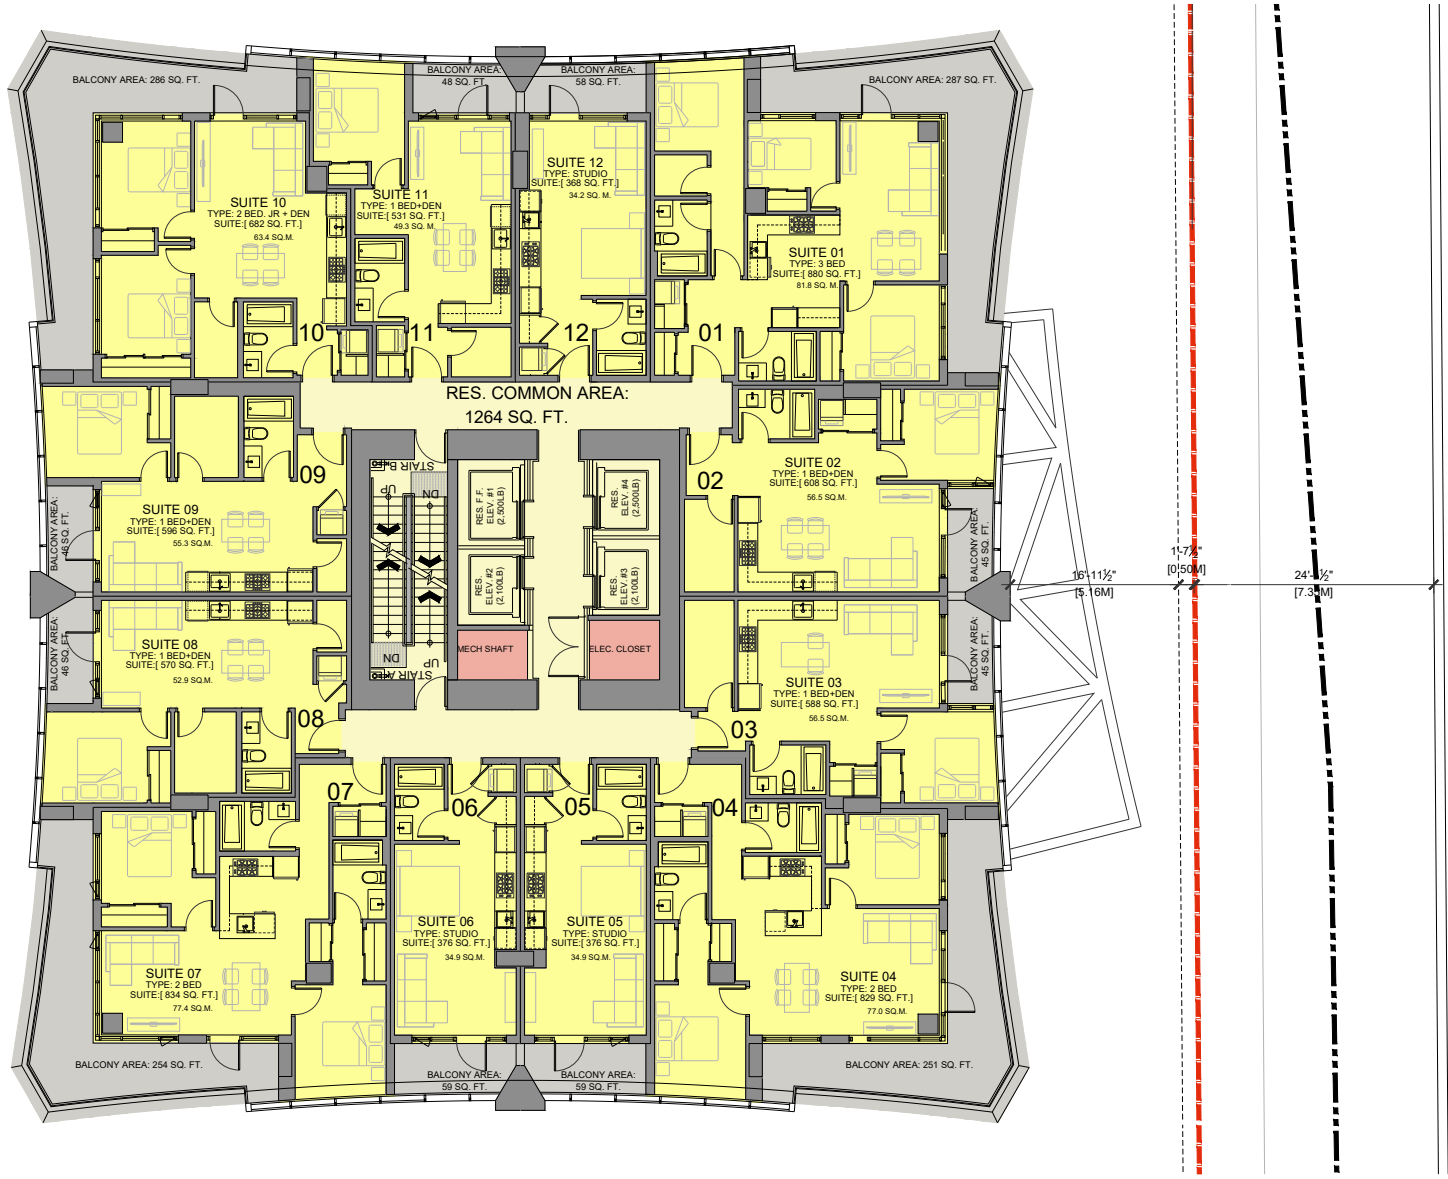 BALCONY AREA: 286 SQ. FT.
BALCONY AREA:
48 SQ. FT.
BALCONY AREA:
58 SQ. FT.
BALCONY AREA: 287 SQ. FT.
SUITE 10
TYPE: 2 BED. JR + DEN
SUITE:[ 682 SQ. FT.]
63.4 SQ.M.
SUITE 11
TYPE: 1 BED+DEN
SUITE:[ 531 SQ. FT.]
49.3 SQ.M.
SUITE 12
TYPE: STUDIO
SUITE:[ 368 SQ. FT.]
34.2 SQ. M.
SUITE 01
TYPE: 3 BED
SUITE:[ 880 SQ. FT.]
81.8 SQ. M.
10
11
12
01
RES. COMMON AREA:
1264 SQ. FT.
09
02
SUITE 09
TYPE: 1 BED+DEN
SUITE:[ 596 SQ. FT.]
55.3 SQ.M.
BALCONY AREA:
46 SQ. FT.
STAIR B
UP
DN
RES. F.F.
ELEV. #1
(2,500LB)
RES.
ELEV. #4
(2,500LB)
RES.
ELEV. #2
(2,100LB)
RES.
ELEV. #3
(2,100LB)
SUITE 02
TYPE: 1 BED+DEN
SUITE:[ 608 SQ. FT.]
56.5 SQ.M.
BALCONY AREA:
45 SQ. FT.
16'-11½"
[5.16M]
1'-7½"
[0.50M]
24'-
½"
[7.3
M]
SUITE 08
TYPE: 1 BED+DEN
SUITE:[ 570 SQ. FT.]
52.9 SQ.M.
BALCONY AREA:
46 SQ. FT.
MECH SHAFT
ELEC. CLOSET
DN
UP
STAIR A
SUITE 03
TYPE: 1 BED+DEN
SUITE:[ 588 SQ. FT.]
56.5 SQ.M.
BALCONY AREA:
45 SQ. FT.
08
03
07
06
05
04
SUITE 07
TYPE: 2 BED
SUITE:[ 834 SQ. FT.]
77.4 SQ.M.
SUITE 06
TYPE: STUDIO
SUITE:[ 376 SQ. FT.]
34.9 SQ.M.
SUITE 05
TYPE: STUDIO
SUITE:[ 376 SQ. FT.]
34.9 SQ.M.
SUITE 04
TYPE: 2 BED
SUITE:[ 829 SQ. FT.]
77.0 SQ.M.
BALCONY AREA: 254 SQ. FT.
BALCONY AREA:
59 SQ. FT.
BALCONY AREA:
59 SQ. FT.
BALCONY AREA: 251 SQ. FT.